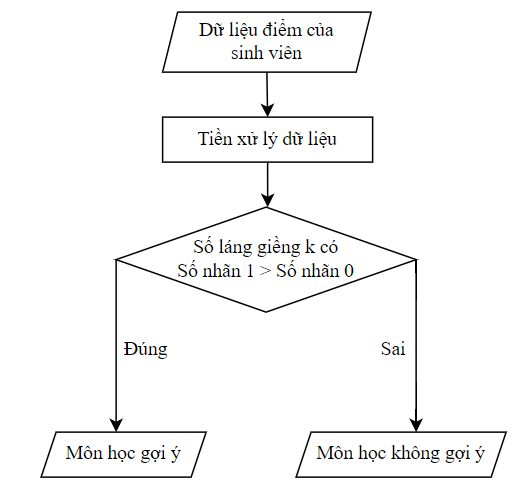 Dữ liệu điểm của
sinh viên
Tiền xử lý dữ liệu
Số láng giềng k có
Số nhãn 1 > Số nhãn 0
Đúng
Sai
Môn học gợi ý
Môn học không gợi ý